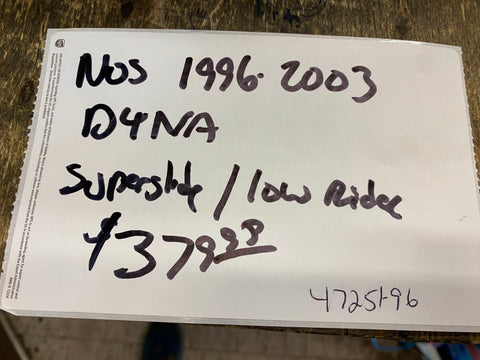 NOS 1996-2003
DYNA
Superglide / low Rider
$379.99
47251-96